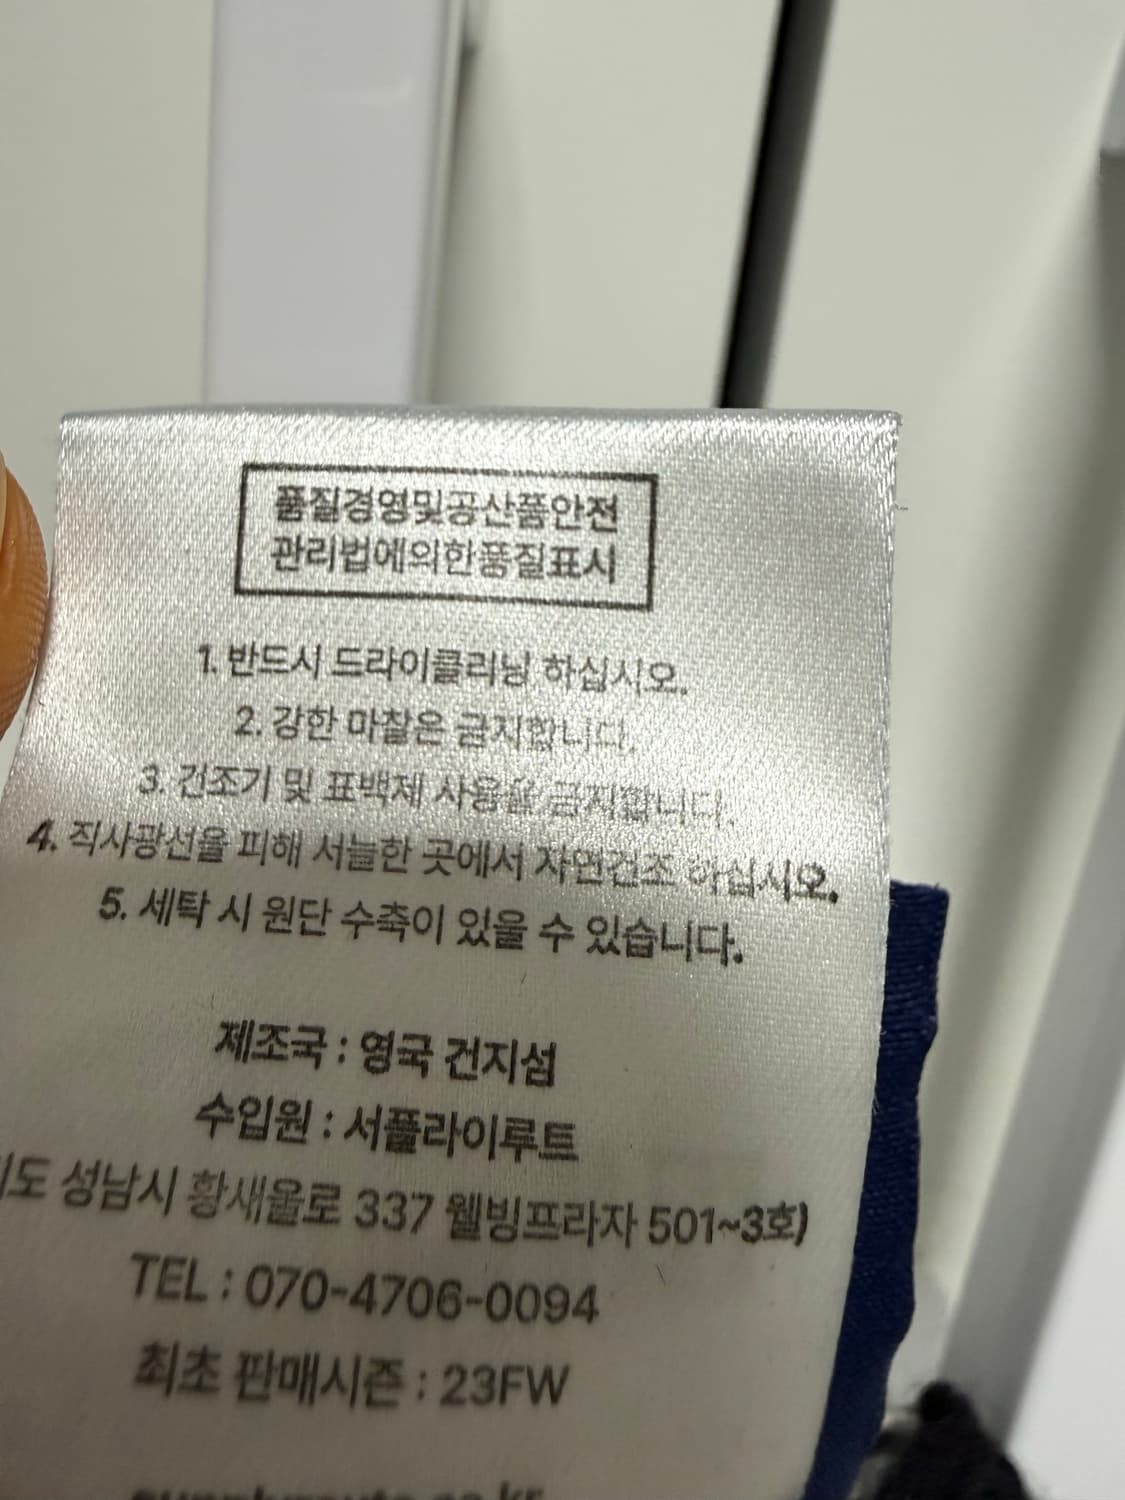 품질경영및공산품안전
관리법에의한품질표시
1. 반드시 드라이클리닝 하십시오.
2. 강한 마찰은 금지합니다.
3. 건조기 및 표백제 사용을 금지합니다.
4. 직사광선을 피해 서늘한 곳에서 자연건조 하십시오.
5. 세탁 시 원단 수축이 있을 수 있습니다.
제조국 : 영국 건지섬
수입원 : 서플라이루트
성남시 황새울로 337 웰빙프라자 501~3호)
TEL : 070-4706-0094
최초 판매시즌 : 23FW